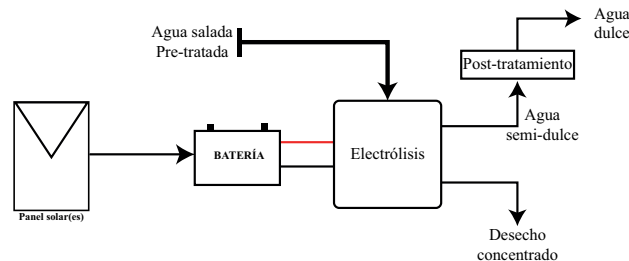 Agua salada
Pre-tratada
Agua
dulce
Post-tratamiento
Agua
semi-dulce
BATERÍA
Electrólisis
Panel solar(es)
Desecho
concentrado